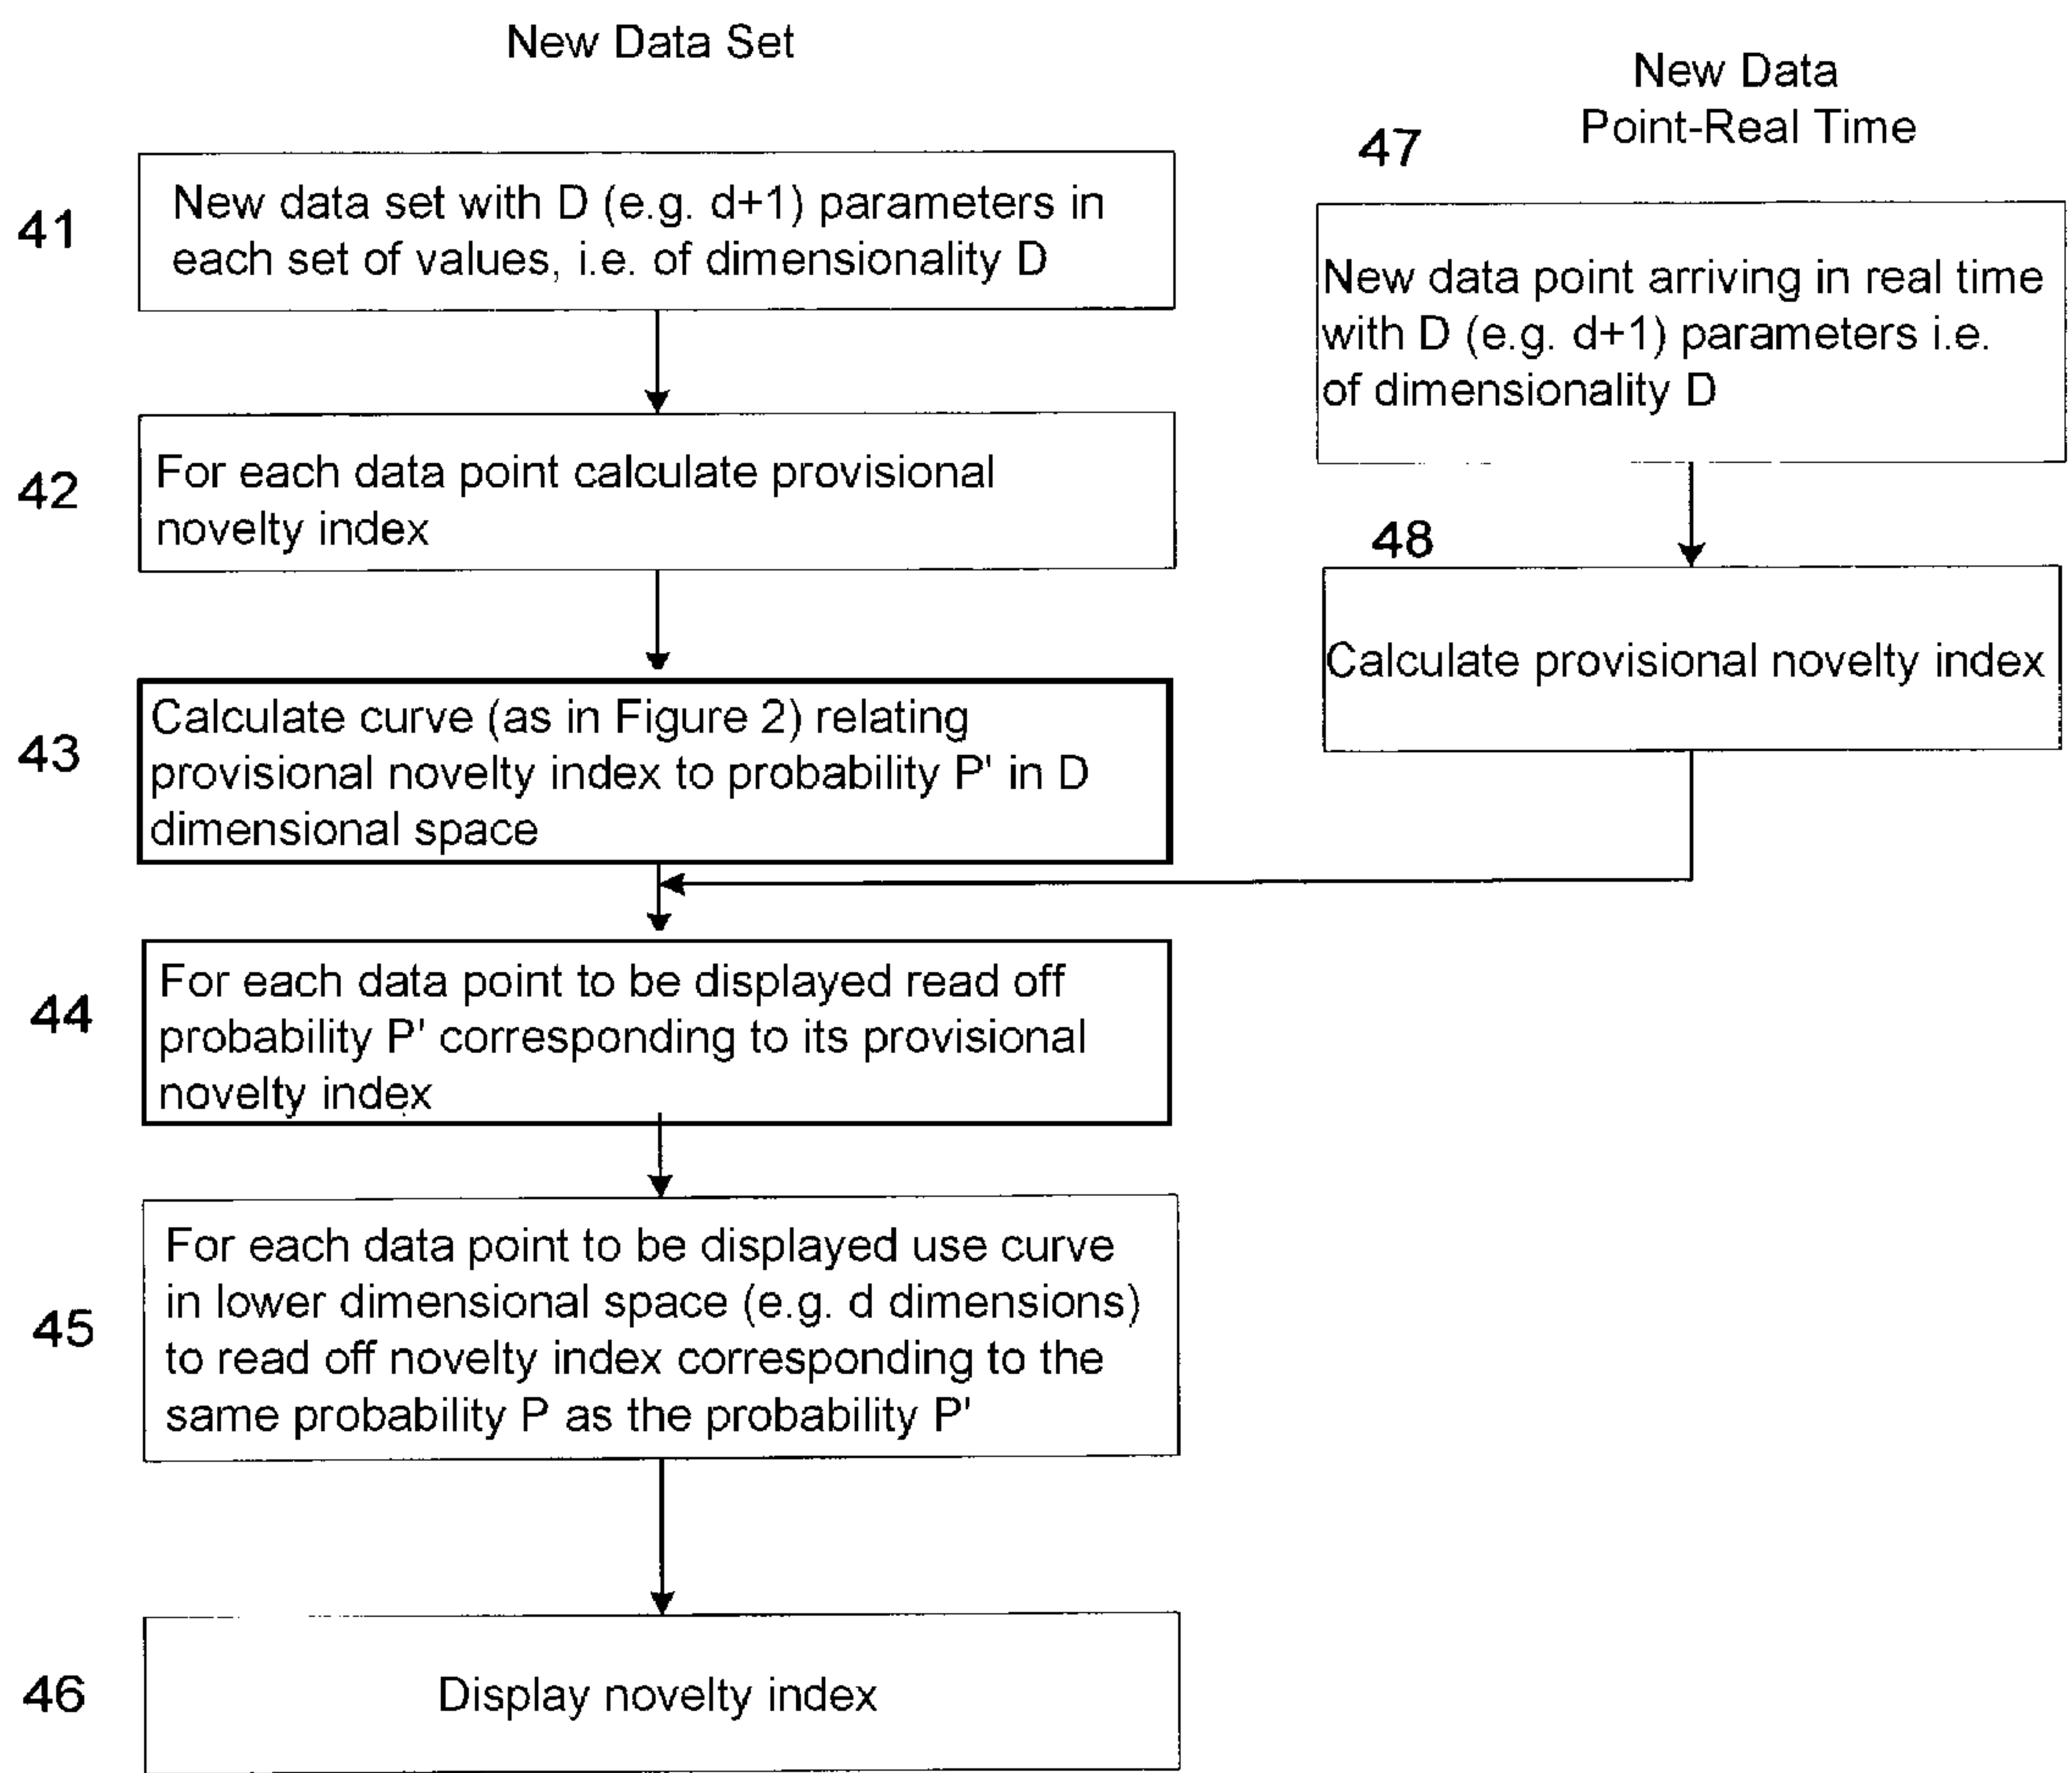 New Data Set
41
New data set with D (e.g. d+1) parameters in
each set of values, i.e. of dimensionality D
42
For each data point calculate provisional
novelty index
43
Calculate curve (as in Figure 2) relating
provisional novelty index to probability P' in D
dimensional space
44
For each data point to be displayed read off
probability P' corresponding to its provisional
novelty index
45
For each data point to be displayed use curve
in lower dimensional space (e.g. d dimensions)
to read off novelty index corresponding to the
same probability P as the probability P'
46
Display novelty index
New Data
Point-Real Time
47
New data point arriving in real time
with D (e.g. d+1) parameters i.e.
of dimensionality D
48
Calculate provisional novelty index